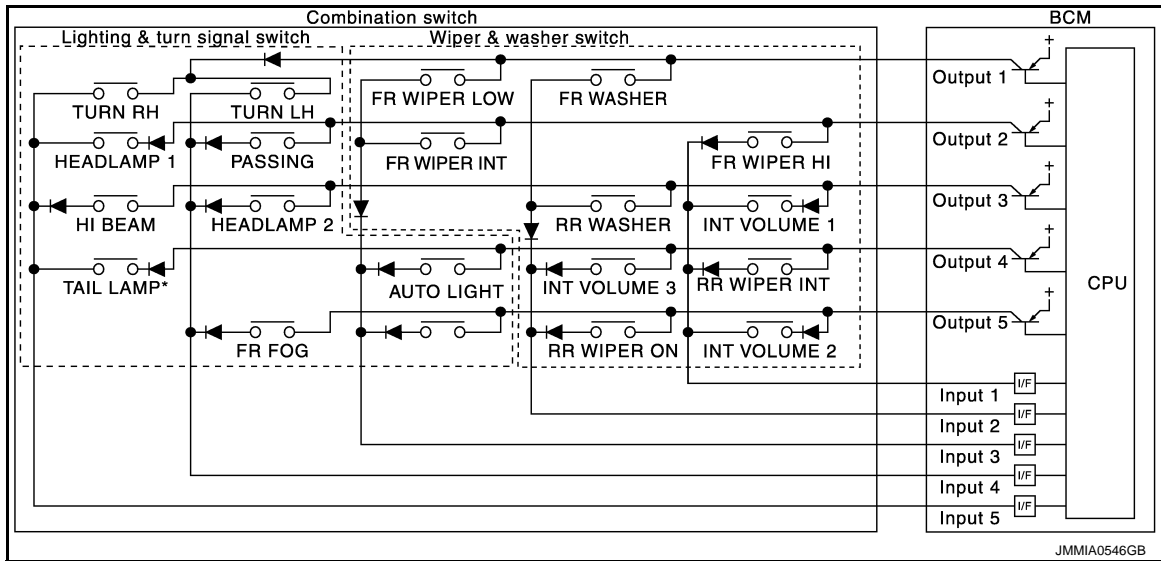 Combination switch
BCM
Lighting & turn signal switch
Wiper & washer switch
+
Output 1
TURN RH
TURN LH
FR WIPER LOW
FR WASHER
+
Output 2
HEADLAMP 1
PASSING
FR WIPER INT
FR WIPER HI
+
Output 3
HI BEAM
HEADLAMP 2
RR WASHER
INT VOLUME 1
+
Output 4
TAIL LAMP*
AUTO LIGHT
INT VOLUME 3
RR WIPER INT
CPU
+
Output 5
FR FOG
RR WIPER ON
INT VOLUME 2
Input 1
I/F
Input 2
I/F
Input 3
I/F
Input 4
I/F
Input 5
I/F
JMMIA0546GB